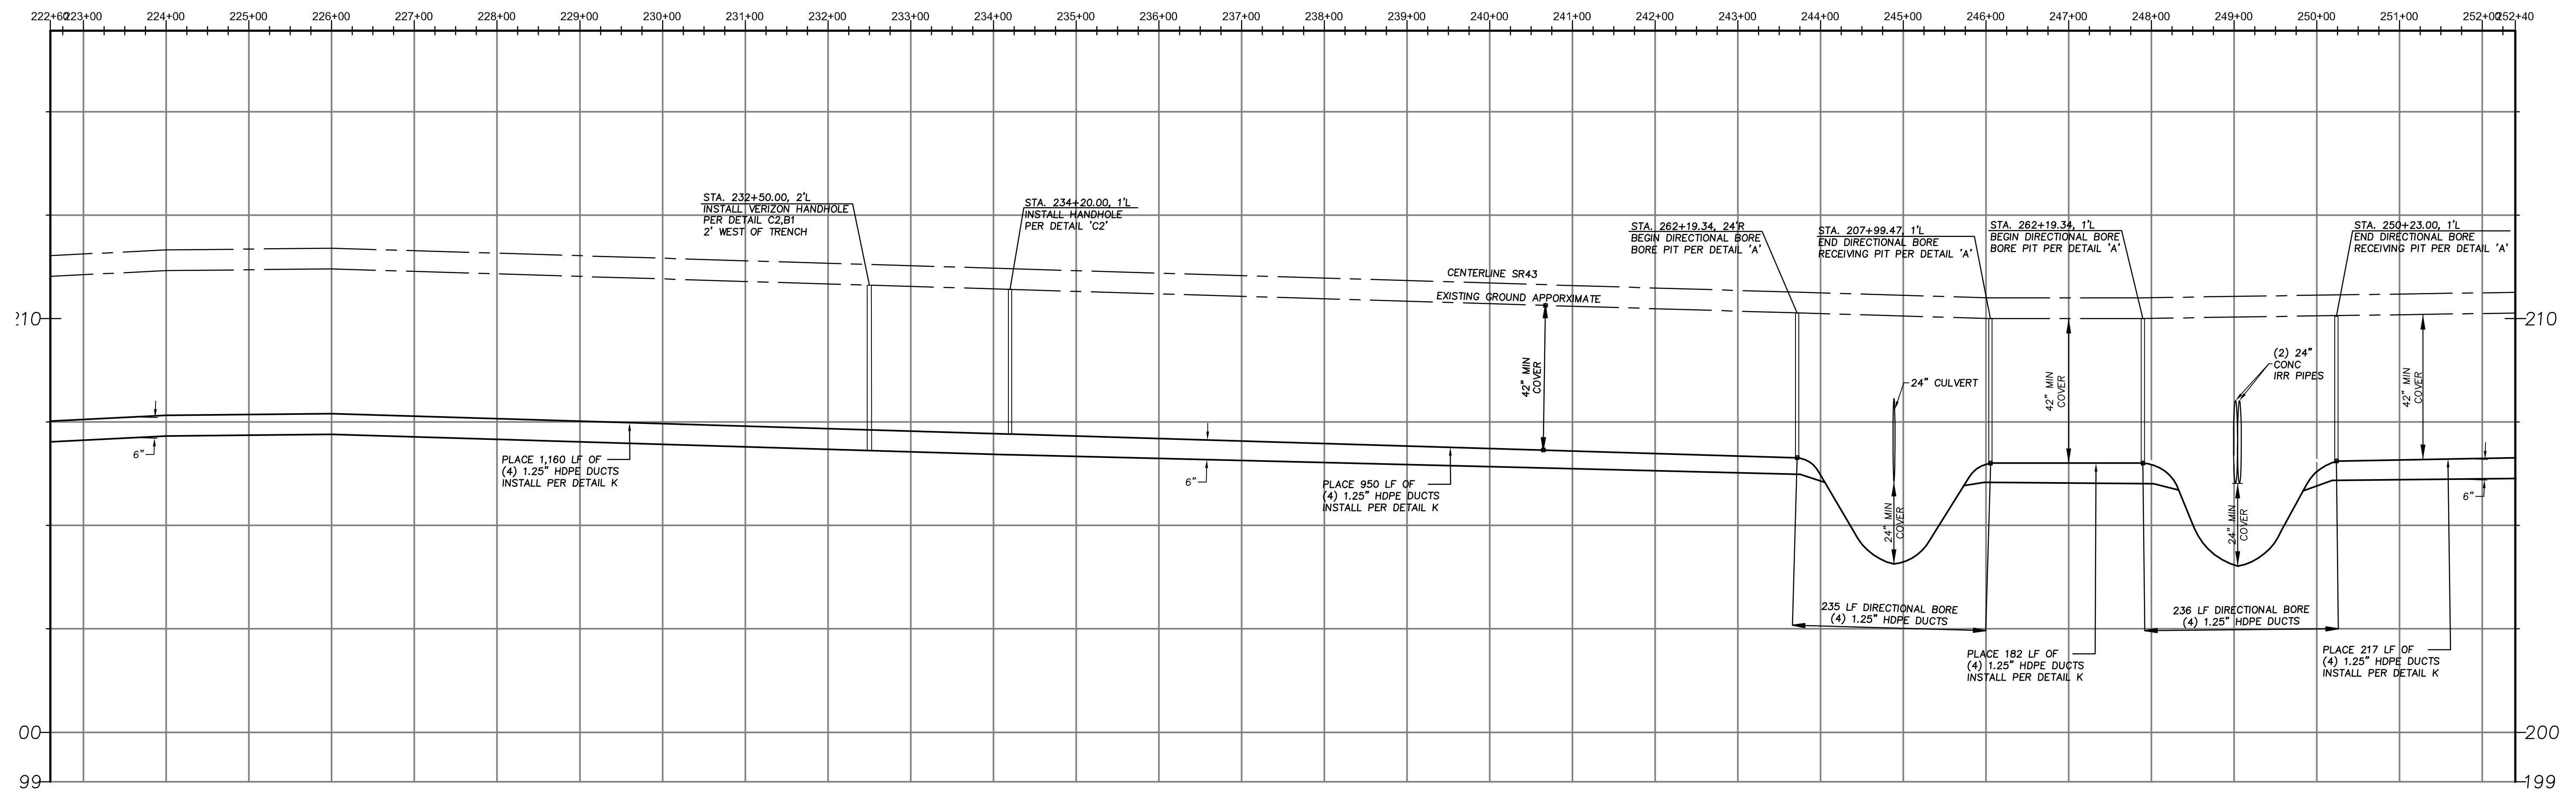 222+60 223+00 224+00 225+00 226+00 227+00 228+00 229+00 230+00 231+00 232+00 233+00 234+00 235+00 236+00 237+00 238+00 239+00 240+00 241+00 242+00 243+00 244+00 245+00 246+00 247+00 248+00 249+00 250+00 251+00 252+00 252+40
STA. 232+50.00, 2'L
INSTALL VERIZON HANDHOLE
PER DETAIL C2,B1
2' WEST OF TRENCH
STA. 234+20.00, 1'L
INSTALL HANDHOLE
PER DETAIL 'C2'
STA. 262+19.34, 24'R
BEGIN DIRECTIONAL BORE
BORE PIT PER DETAIL 'A'
STA. 207+99.47, 1'L
END DIRECTIONAL BORE
RECEIVING PIT PER DETAIL 'A'
STA. 262+19.34, 1'L
BEGIN DIRECTIONAL BORE
BORE PIT PER DETAIL 'A'
STA. 250+23.00, 1'L
END DIRECTIONAL BORE
RECEIVING PIT PER DETAIL 'A'
CENTERLINE SR43
EXISTING GROUND APPORXIMATE
210
210
42" MIN
COVER
24" CULVERT
42" MIN
COVER
(2) 24"
CONC
IRR PIPES
42" MIN
COVER
6"
PLACE 1,160 LF OF
(4) 1.25" HDPE DUCTS
INSTALL PER DETAIL K
6"
PLACE 950 LF OF
(4) 1.25" HDPE DUCTS
INSTALL PER DETAIL K
24" MIN
COVER
24" MIN
COVER
6"
235 LF DIRECTIONAL BORE
(4) 1.25" HDPE DUCTS
236 LF DIRECTIONAL BORE
(4) 1.25" HDPE DUCTS
PLACE 182 LF OF
(4) 1.25" HDPE DUCTS
INSTALL PER DETAIL K
PLACE 217 LF OF
(4) 1.25" HDPE DUCTS
INSTALL PER DETAIL K
00
200
99
199